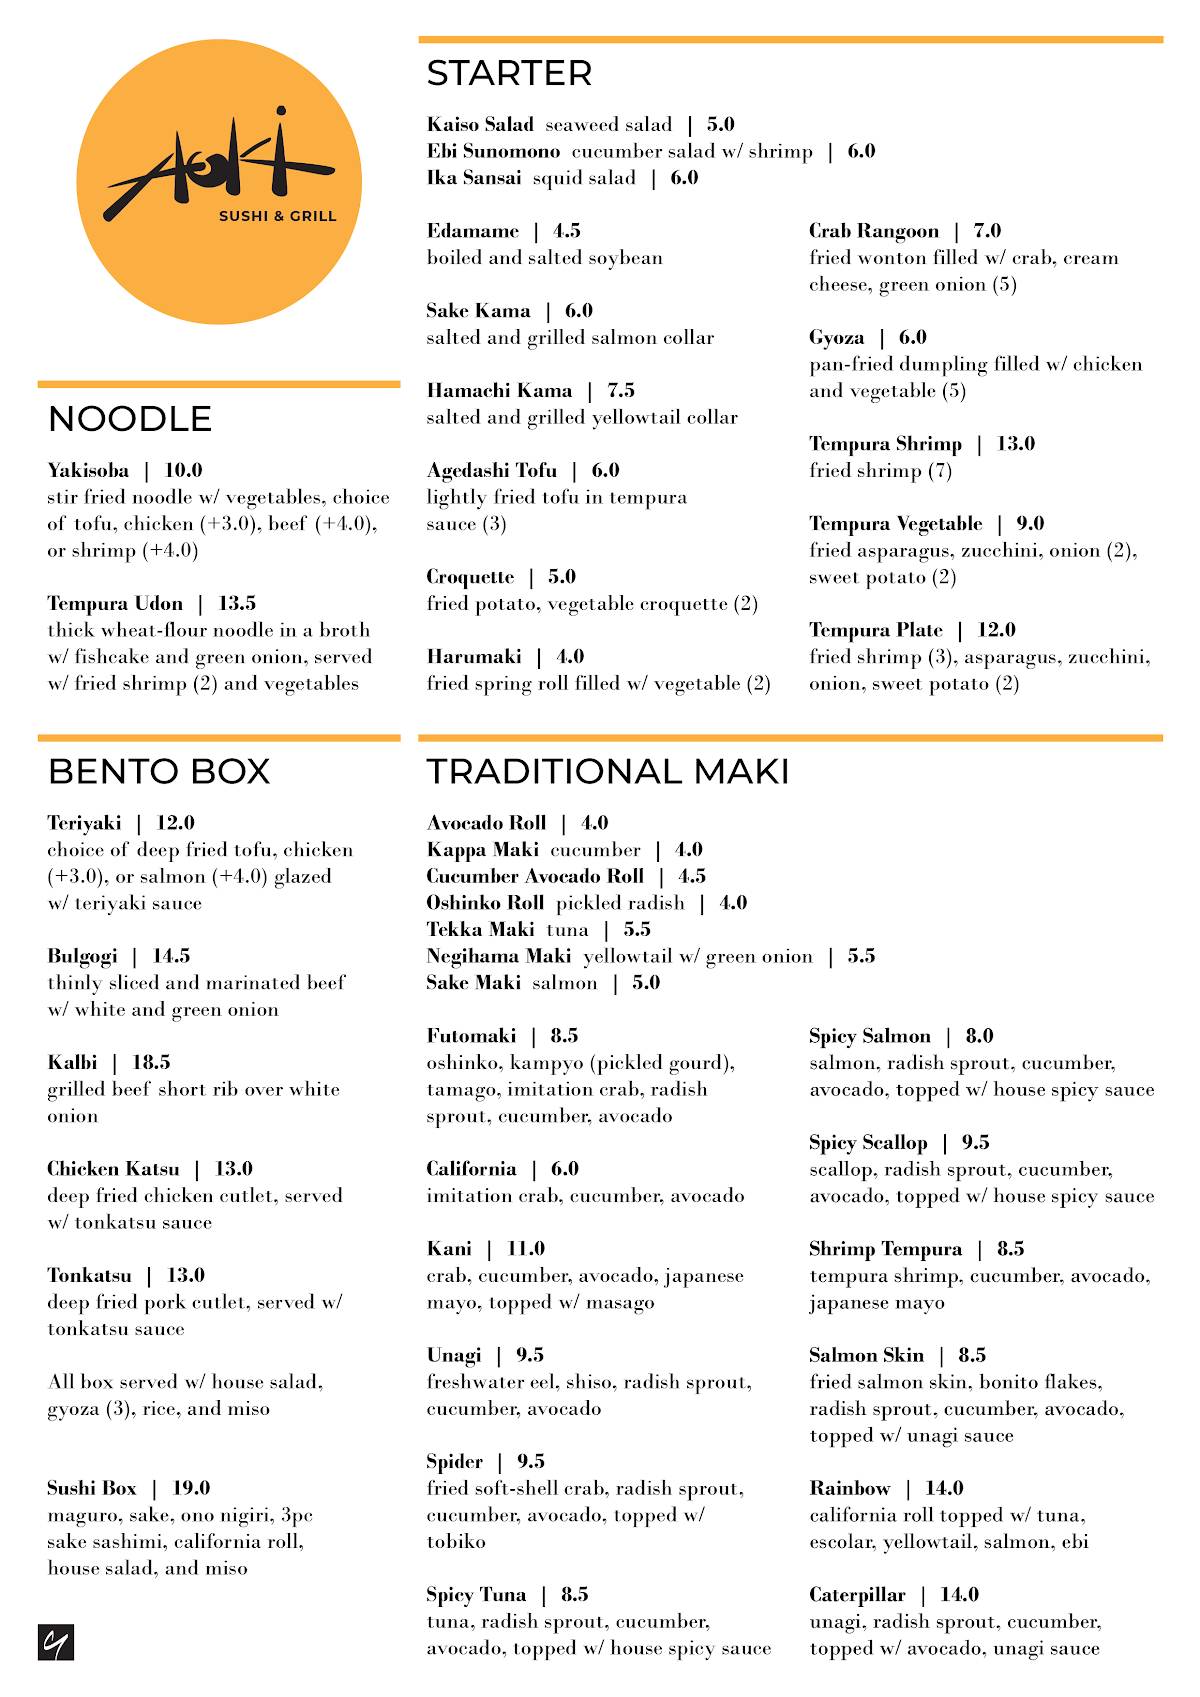 Aoki
SUSHI & GRILL
STARTER
Kaiso Salad seaweed salad | 5.0
Ebi Sunomono cucumber salad w/ shrimp | 6.0
Ika Sansai squid salad | 6.0
Edamame | 4.5
boiled and salted soybean
Sake Kama | 6.0
salted and grilled salmon collar
Hamachi Kama | 7.5
salted and grilled yellowtail collar
Agedashi Tofu | 6.0
lightly fried tofu in tempura
sauce (3)
Croquette | 5.0
fried potato, vegetable croquette (2)
Harumaki | 4.0
fried spring roll filled w/ vegetable (2)
Crab Rangoon | 7.0
fried wonton filled w/ crab, cream
cheese, green onion (5)
Gyoza | 6.0
pan-fried dumpling filled w/ chicken
and vegetable (5)
Tempura Shrimp | 13.0
fried shrimp (7)
Tempura Vegetable | 9.0
fried asparagus, zucchini, onion (2),
sweet potato (2)
Tempura Plate | 12.0
fried shrimp (3), asparagus, zucchini,
onion, sweet potato (2)
NOODLE
Yakisoba | 10.0
stir fried noodle w/ vegetables, choice
of tofu, chicken (+3.0), beef (+4.0),
or shrimp (+4.0)
Tempura Udon | 13.5
thick wheat-flour noodle in a broth
w/ fishcake and green onion, served
w/ fried shrimp (2) and vegetables
BENTO BOX
Teriyaki | 12.0
choice of deep fried tofu, chicken
(+3.0), or salmon (+4.0) glazed
w/ teriyaki sauce
Bulgogi | 14.5
thinly sliced and marinated beef
w/ white and green onion
Kalbi | 18.5
grilled beef short rib over white
onion
Chicken Katsu | 13.0
deep fried chicken cutlet, served
w/ tonkatsu sauce
Tonkatsu | 13.0
deep fried pork cutlet, served w/
tonkatsu sauce
All box served w/ house salad,
gyoza (3), rice, and miso
Sushi Box | 19.0
maguro, sake, ono nigiri, 3pc
sake sashimi, california roll,
house salad, and miso
TRADITIONAL MAKI
Avocado Roll | 4.0
Kappa Maki cucumber | 4.0
Cucumber Avocado Roll | 4.5
Oshinko Roll pickled radish | 4.0
Tekka Maki tuna | 5.5
Negihama Maki yellowtail w/ green onion | 5.5
Sake Maki salmon | 5.0
Futomaki | 8.5
oshinko, kampyo (pickled gourd),
tamago, imitation crab, radish
sprout, cucumber, avocado
California | 6.0
imitation crab, cucumber, avocado
Kani | 11.0
crab, cucumber, avocado, japanese
mayo, topped w/ masago
Unagi | 9.5
freshwater eel, shiso, radish sprout,
cucumber, avocado
Spider | 9.5
fried soft-shell crab, radish sprout,
cucumber, avocado, topped w/
tobiko
Spicy Tuna | 8.5
tuna, radish sprout, cucumber,
avocado, topped w/ house spicy sauce
Spicy Salmon | 8.0
salmon, radish sprout, cucumber,
avocado, topped w/ house spicy sauce
Spicy Scallop | 9.5
scallop, radish sprout, cucumber,
avocado, topped w/ house spicy sauce
Shrimp Tempura | 8.5
tempura shrimp, cucumber, avocado,
japanese mayo
Salmon Skin | 8.5
fried salmon skin, bonito flakes,
radish sprout, cucumber, avocado,
topped w/ unagi sauce
Rainbow | 14.0
california roll topped w/ tuna,
escolar, yellowtail, salmon, ebi
Caterpillar | 14.0
unagi, radish sprout, cucumber,
topped w/ avocado, unagi sauce